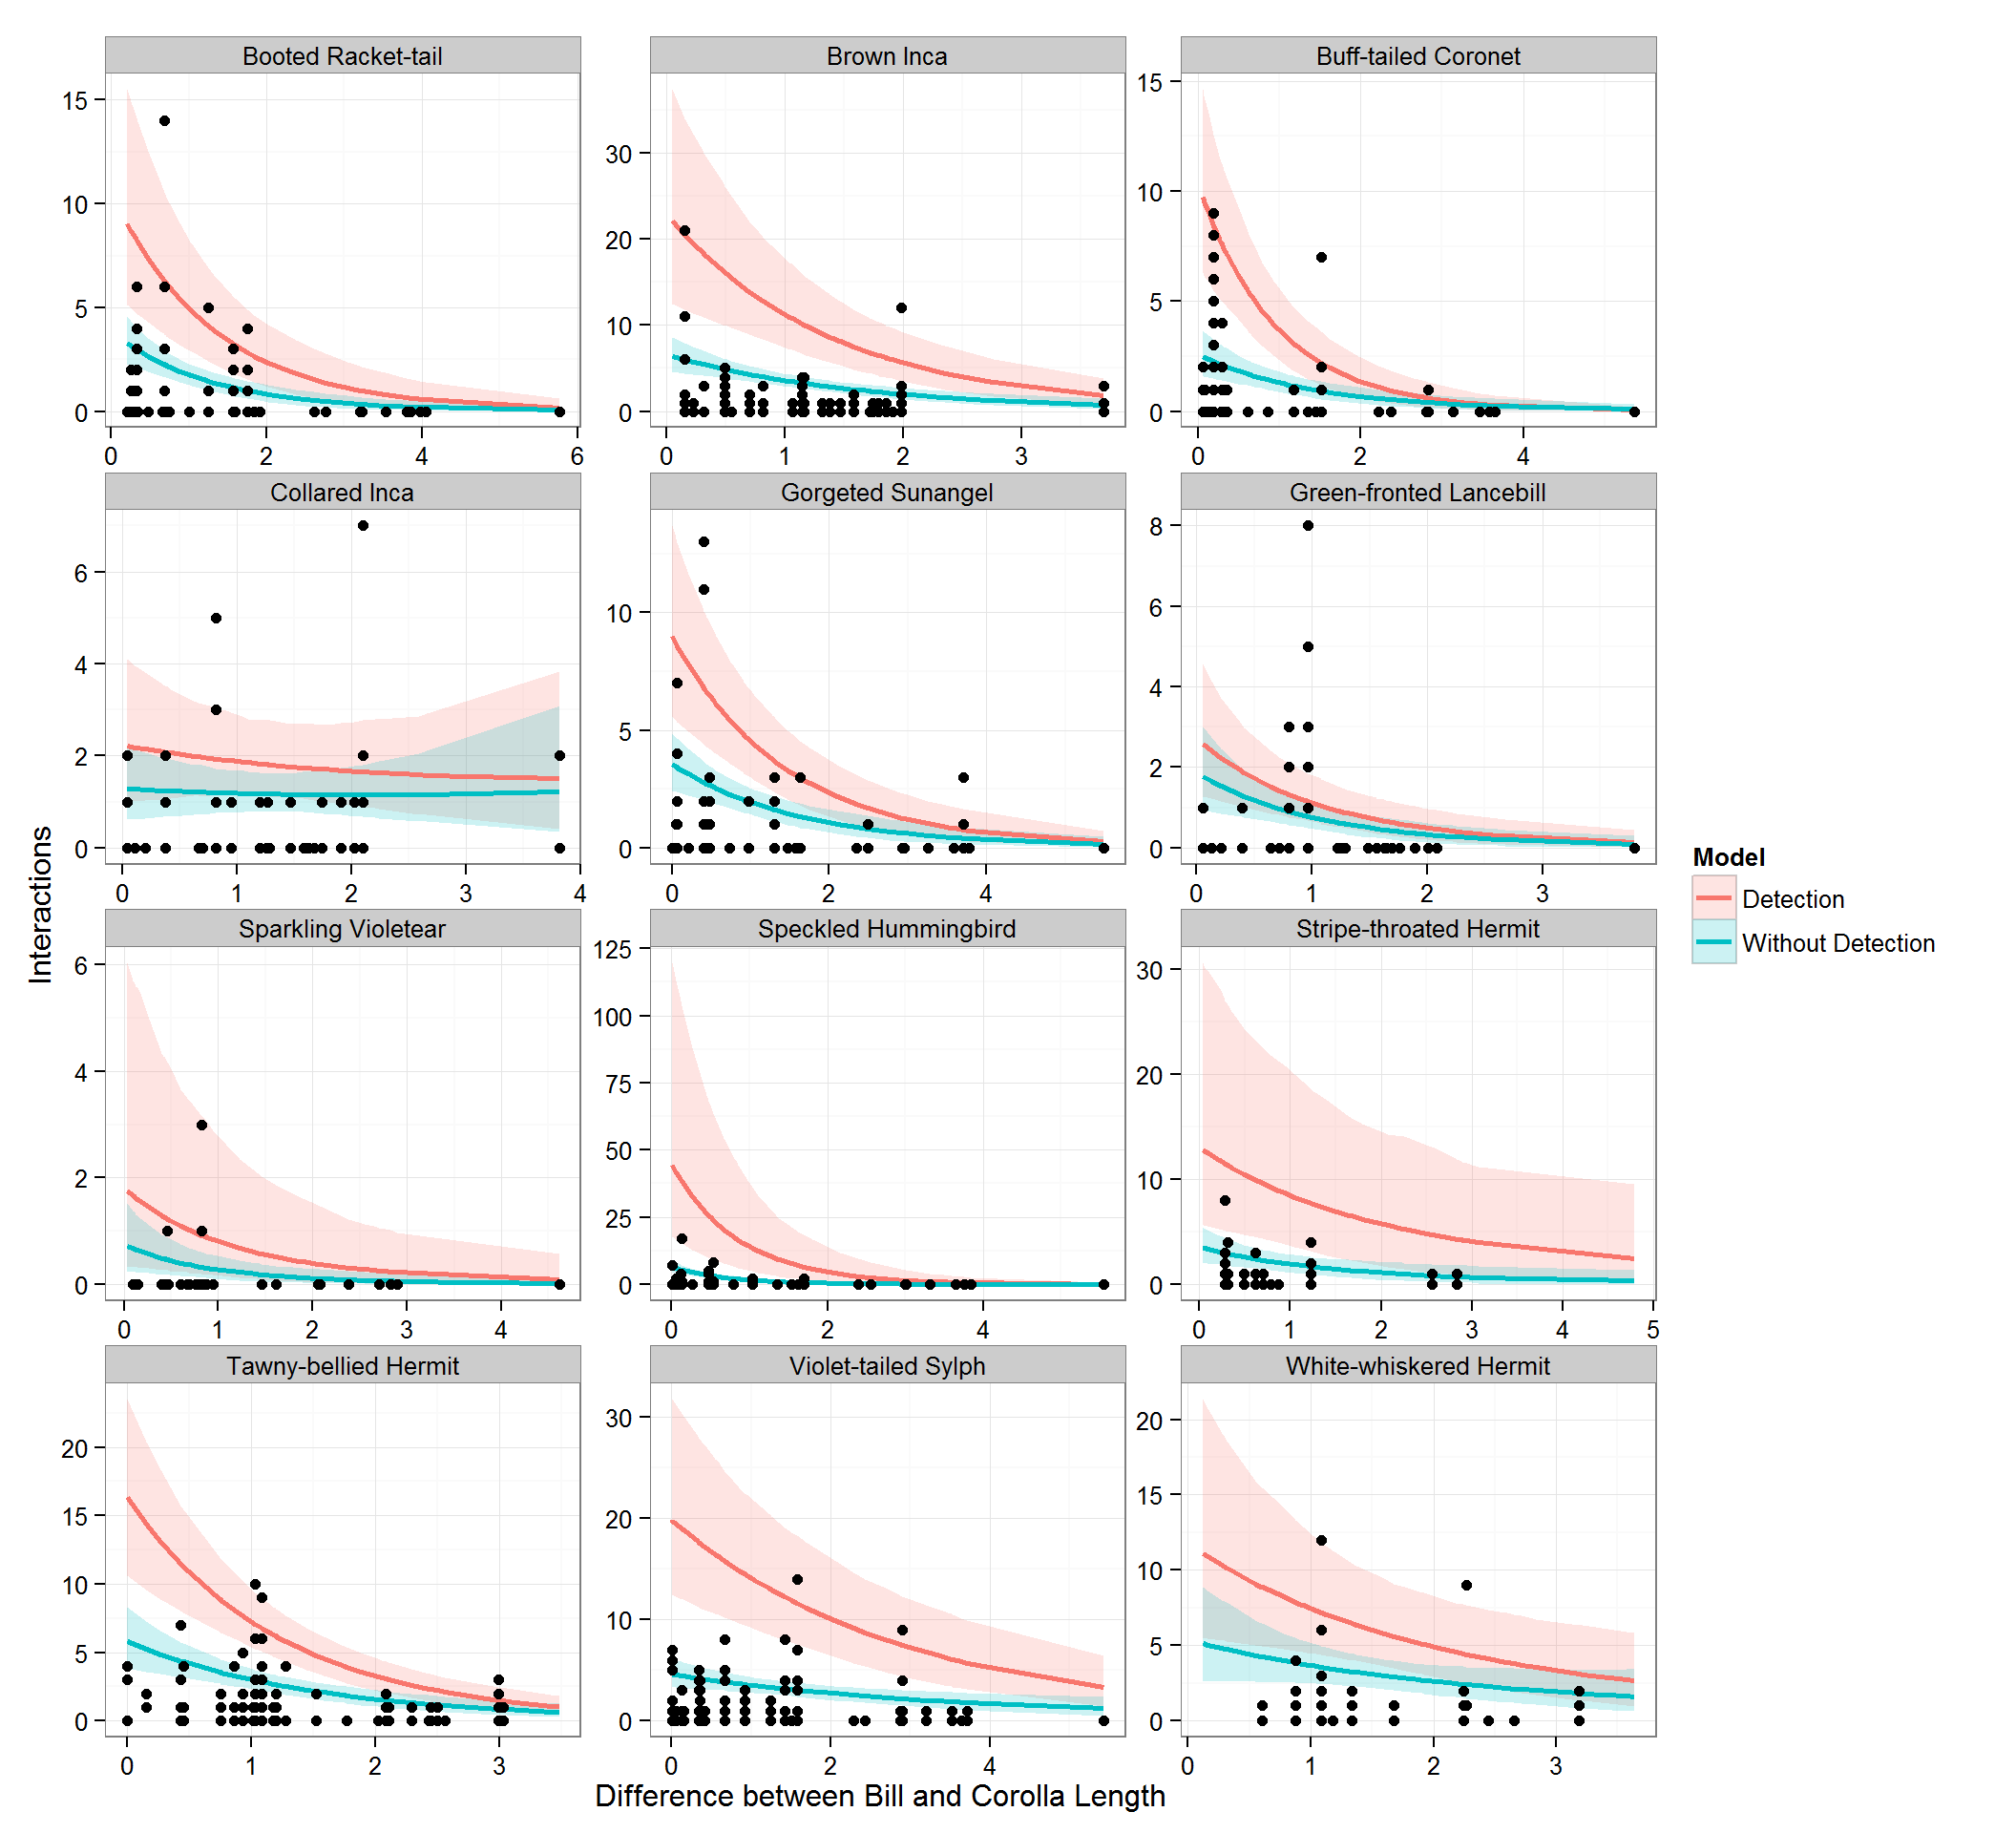 Booted Racket-tail Brown Inca Buff-tailed Coronet
15 10 5 0
30 20 10 0
15 10 5 0
0 2 4 6
0 1 2 3
0 2 4
Collared Inca Gorgeted Sunangel Green-fronted Lancebill
6 4 2 0
10 5 0
8 6 4 2 0
0 1 2 3 4
0 2 4
0 1 2 3
Sparkling Violetear Speckled Hummingbird Stripe-throated Hermit
6 4 2 0
125 100 75 50 25 0
30 20 10 0
0 1 2 3 4
0 2 4
0 1 2 3 4 5
Tawny-bellied Hermit Violet-tailed Sylph White-whiskered Hermit
20 15 10 5 0
30 20 10 0
20 15 10 5 0
0 1 2 3
0 2 4
0 1 2 3
Interactions
Difference between Bill and Corolla Length
Model
Detection
Without Detection